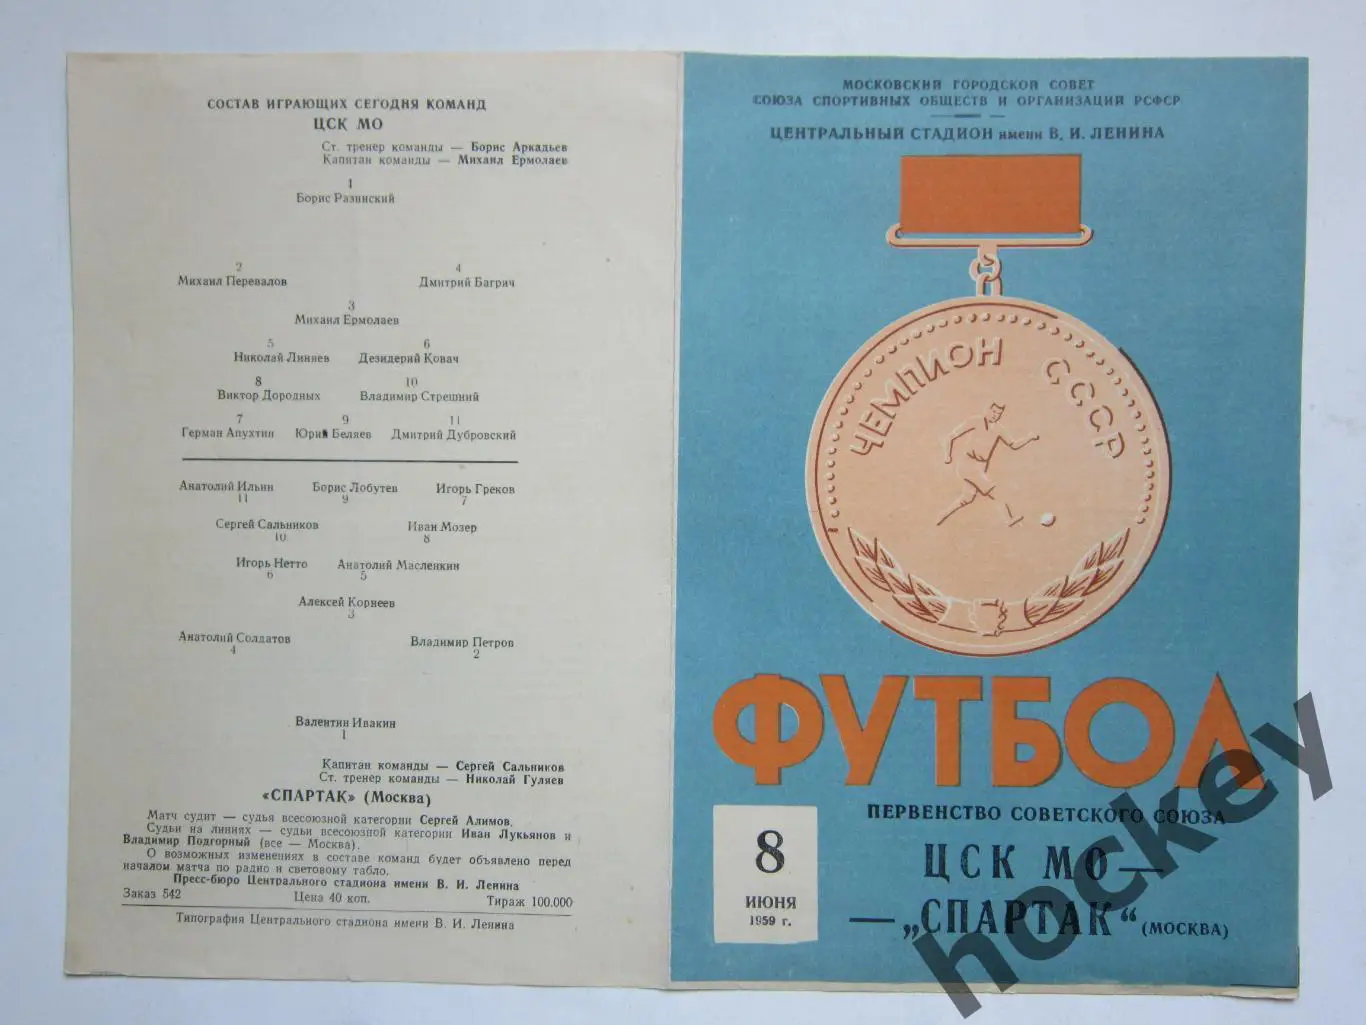 СОСТАВ ИГРАЮЩИХ СЕГОДНЯ КОМАНД
ЦСК МО
Ст. тренер команды — Борис Аркадьев
Капитан команды — Михаил Ермолаев
1
Борис Разинский
2 4
Михаил Перевалов Дмитрий Багрич
3
Михаил Ермолаев
5 6
Николай Линяев Дезидерий Ковач
8 10
Виктор Дородных Владимир Стрешний
7 9 11
Герман Апухтин Юрий Беляев Дмитрий Дубровский
Анатолий Ильин Борис Лобутев Игорь Греков
11 9 7
Сергей Сальников Иван Мозер
10 8
Игорь Нетто Анатолий Масленкин
6 5
Алексей Корнеев
3
Анатолий Солдатов Владимир Петров
4 2
Валентин Ивакин
1
Капитан команды — Сергей Сальников
Ст. тренер команды — Николай Гуляев
«СПАРТАК» (Москва)
Матч судит — судья всесоюзной категории Сергей Алимов.
Судьи на линиях — судьи всесоюзной категории Иван Лукьянов и
Владимир Подгорный (все — Москва).
О возможных изменениях в составе команд будет объявлено перед
началом матча по радио и световому табло.
Пресс-бюро Центрального стадиона имени В. И. Ленина
Заказ 542 Цена 40 коп. Тираж 100.000
Типография Центрального стадиона имени В. И. Ленина
МОСКОВСКИЙ ГОРОДСКОЙ СОВЕТ
СОЮЗА СПОРТИВНЫХ ОБЩЕСТВ И ОРГАНИЗАЦИЙ РСФСР
ЦЕНТРАЛЬНЫЙ СТАДИОН имени В. И. ЛЕНИНА
ЧЕМПИОН СССР
ФУТБОЛ
ПЕРВЕНСТВО СОВЕТСКОГО СОЮЗА
8
ИЮНЯ
1959 г.
ЦСК МО—
—„СПАРТАК“ (МОСКВА)
hockey